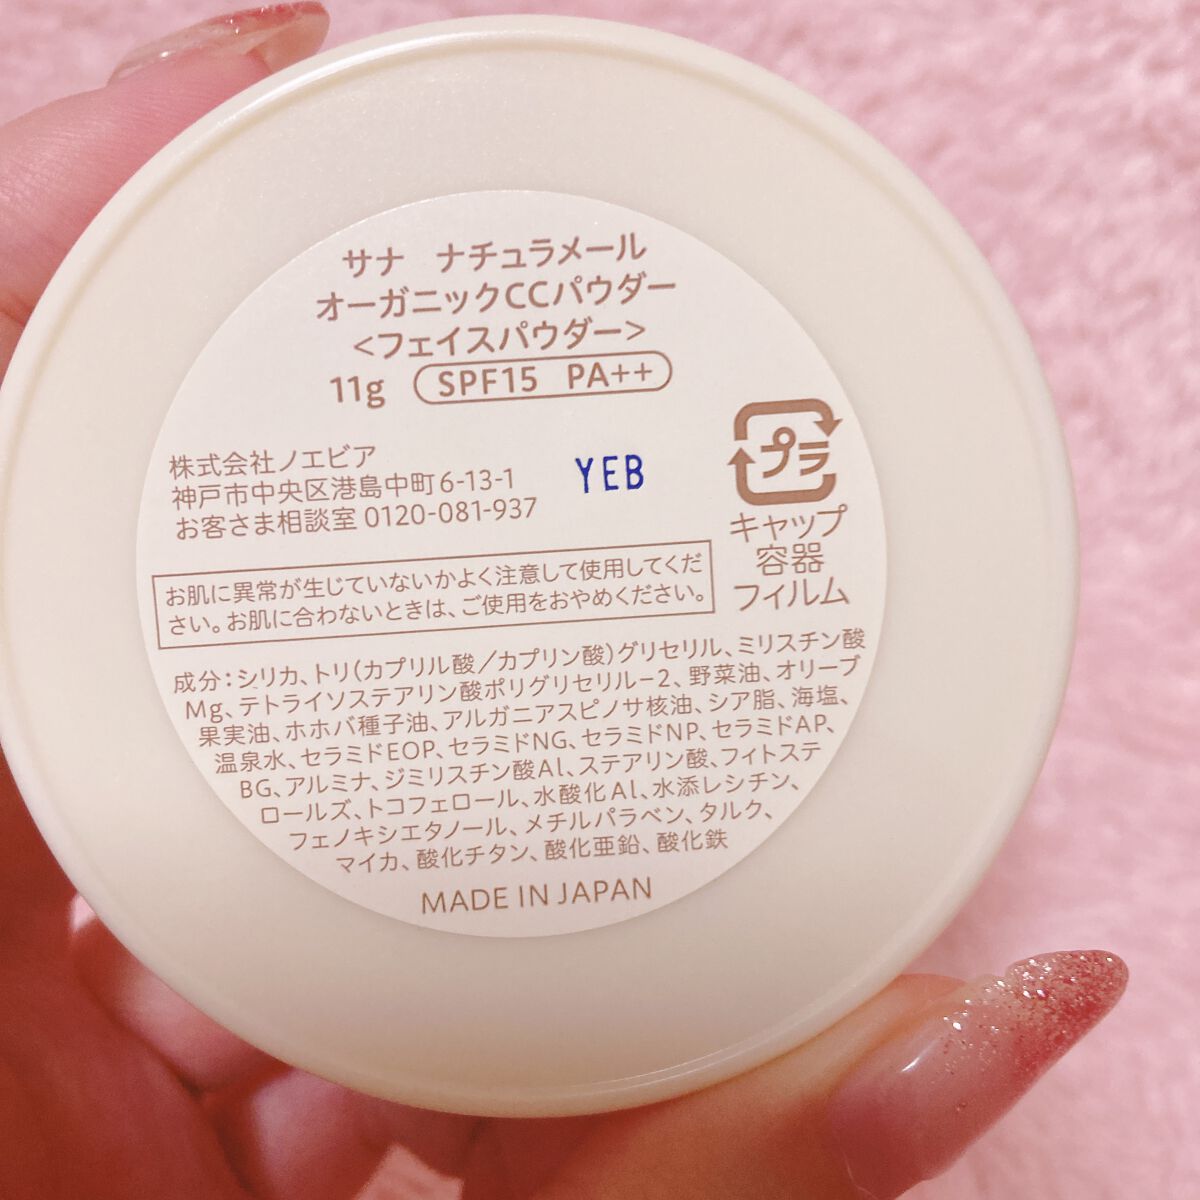 サナ ナチュラメール
オーガニックCCパウダー
<フェイスパウダー>
11g SPF15 PA++
株式会社ノエビア
神戸市中央区港島中町6-13-1
お客さま相談室 0120-081-937
YEB
プラ
キャップ
容器
フィルム
お肌に異常が生じていないかよく注意して使用してくだ
さい。お肌に合わないときは、ご使用をおやめください。
成分:シリカ、トリ(カプリル酸/カプリン酸)グリセリル、ミリスチン酸
Mg、テトライソステアリン酸ポリグリセリル-2、野菜油、オリーブ
果実油、ホホバ種子油、アルガニアスピノサ核油、シア脂、海塩、
温泉水、セラミドEOP、セラミドNG、セラミドNP、セラミドAP、
BG、アルミナ、ジミリスチン酸Al、ステアリン酸、フィトステ
ロールズ、トコフェロール、水酸化Al、水添レシチン、
フェノキシエタノール、メチルパラベン、タルク、
マイカ、酸化チタン、酸化亜鉛、酸化鉄
MADE IN JAPAN